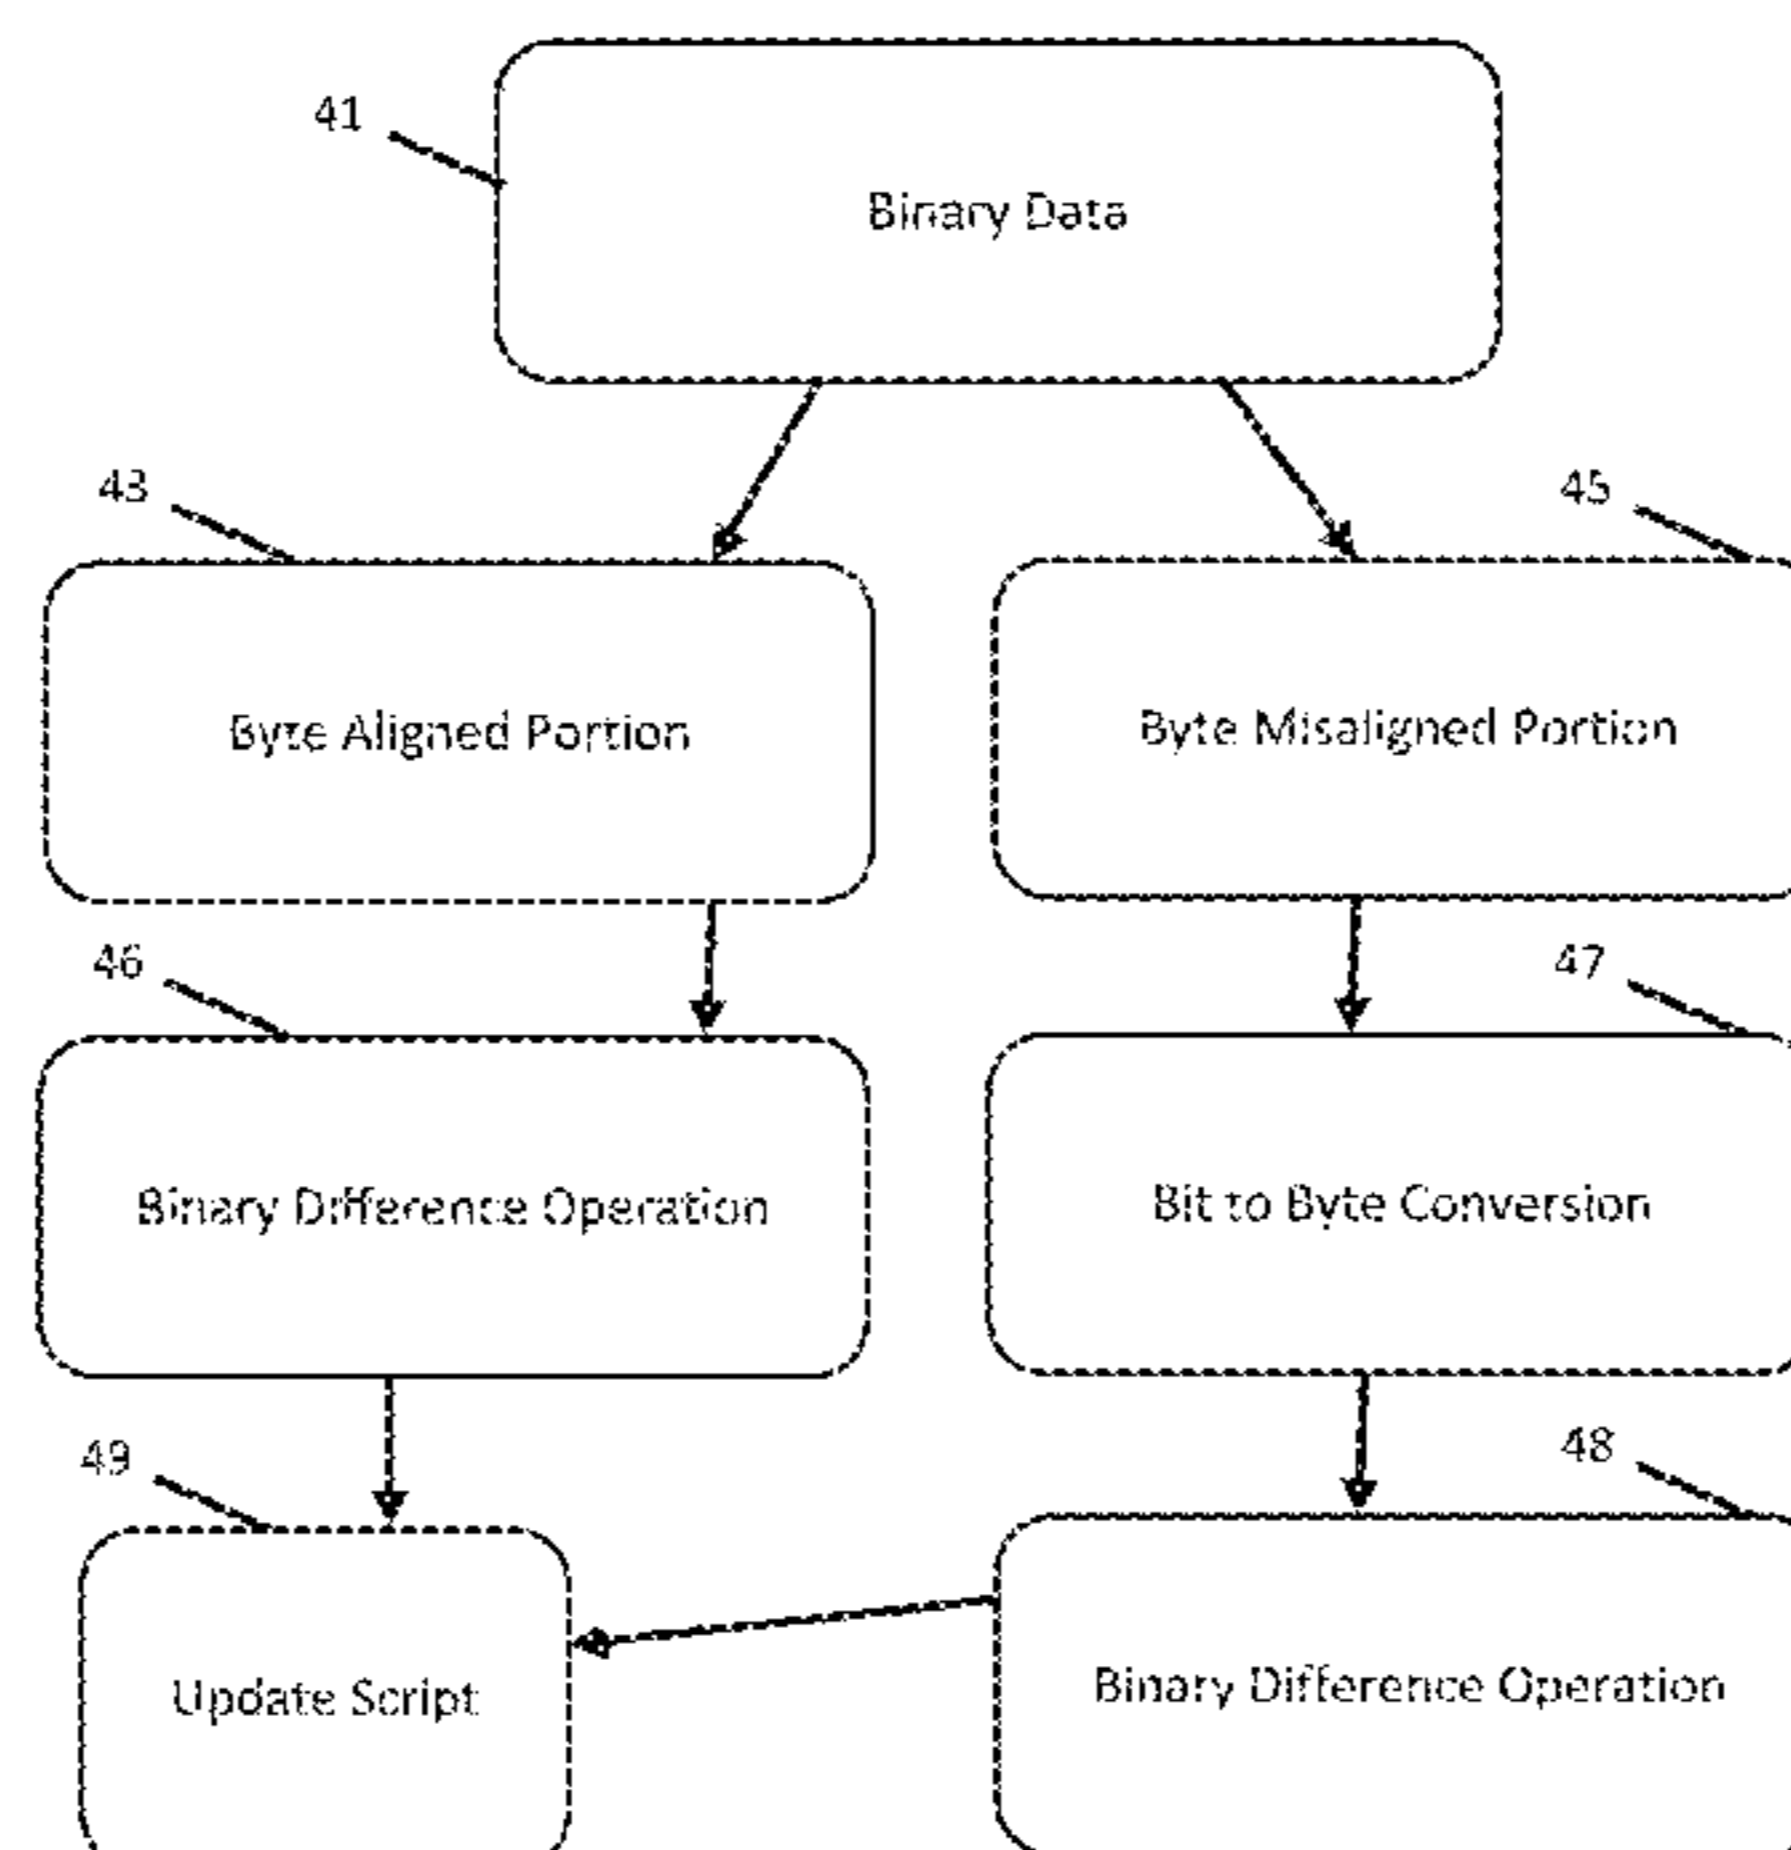 41
Binary Data
43
45
Byte Aligned Portion
Byte Misaligned Portion
46
47
Binary Difference Operation
Bit to Byte Conversion
49
48
Update Script
Binary Difference Operation